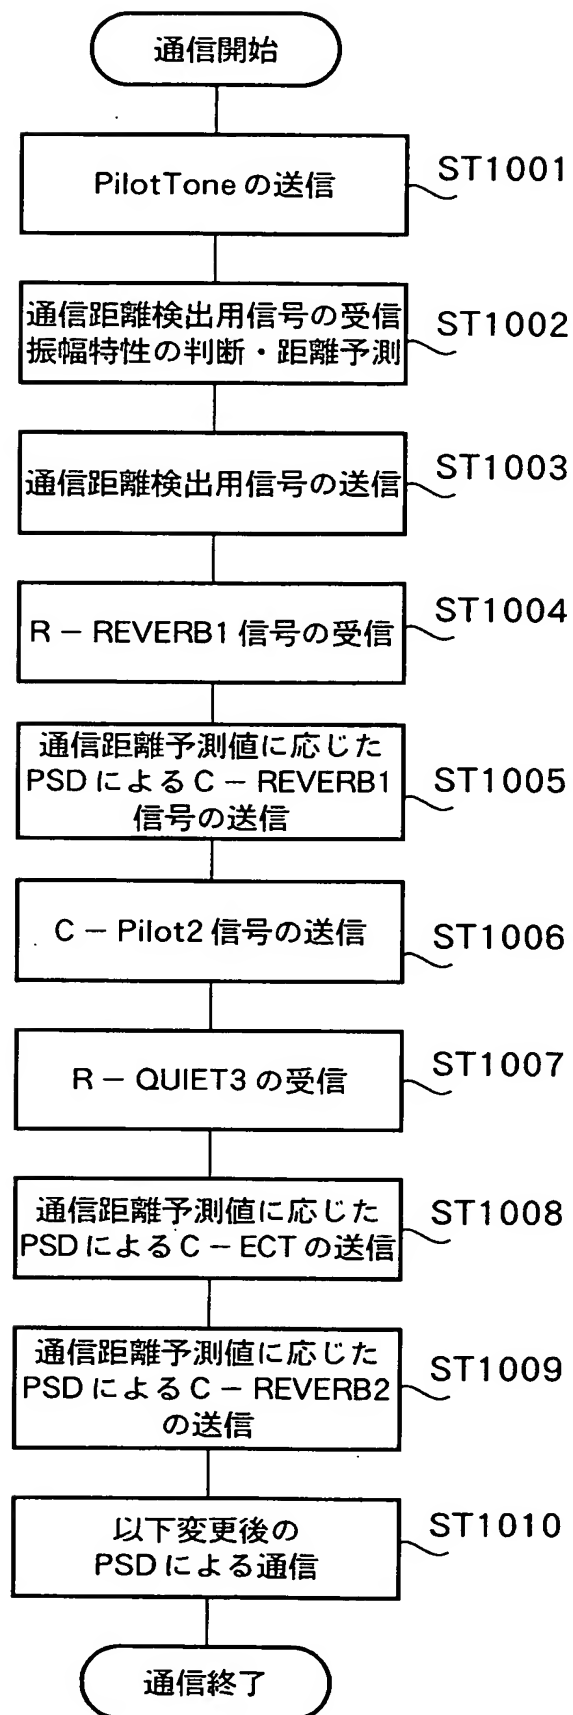 通信開始
PilotTone の送信
ST1001
通信距離検出用信号の受信
振幅特性の判断・距離予測
ST1002
通信距離検出用信号の送信
ST1003
R − REVERB1 信号の受信
ST1004
通信距離予測値に応じた
PSD による C − REVERB1
信号の送信
ST1005
C − Pilot2 信号の送信
ST1006
R − QUIET3 の受信
ST1007
通信距離予測値に応じた
PSD による C − ECT の送信
ST1008
通信距離予測値に応じた
PSD による C − REVERB2
の送信
ST1009
以下変更後の
PSD による通信
ST1010
通信終了